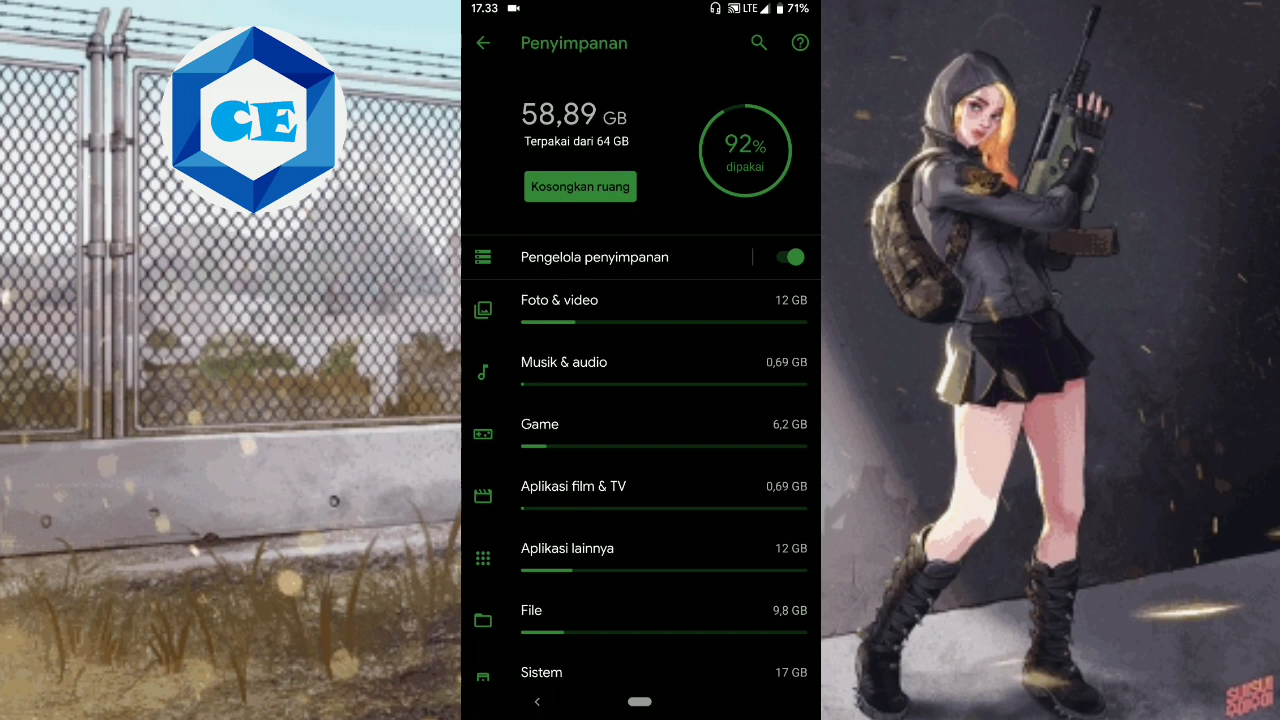 CE
17.33
LTE
71%
Penyimpanan
58,89 GB
Terpakai dari 64 GB
92%
dipakai
Kosongkan ruang
Pengelola penyimpanan
Foto & video
12 GB
Musik & audio
0,69 GB
Game
6,2 GB
Aplikasi film & TV
0,69 GB
Aplikasi lainnya
12 GB
File
9,8 GB
Sistem
17 GB